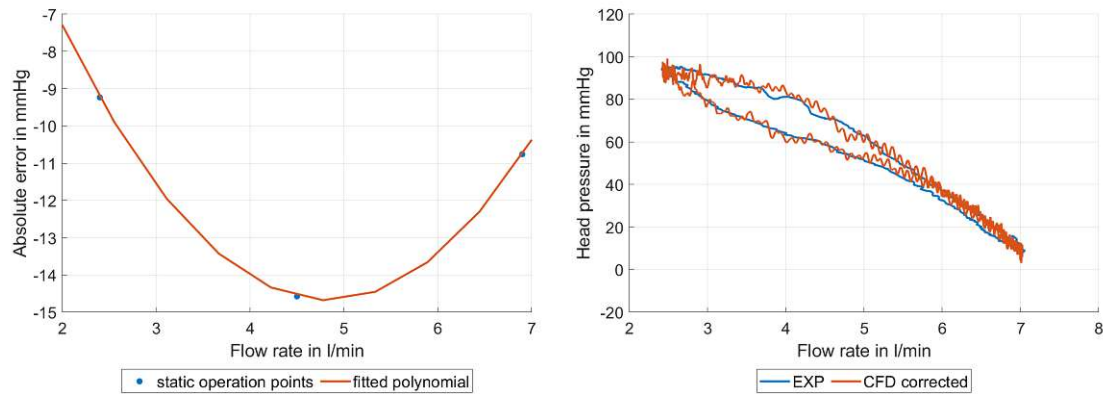 -7
-8
-9
-10
-11
-12
-13
-14
-15
Absolute error in mmHg
2 3 4 5 6 7
Flow rate in l/min
static operation points fitted polynomial
120
100
80
60
40
20
0
-20
Head pressure in mmHg
2 3 4 5 6 7 8
Flow rate in l/min
EXP CFD corrected